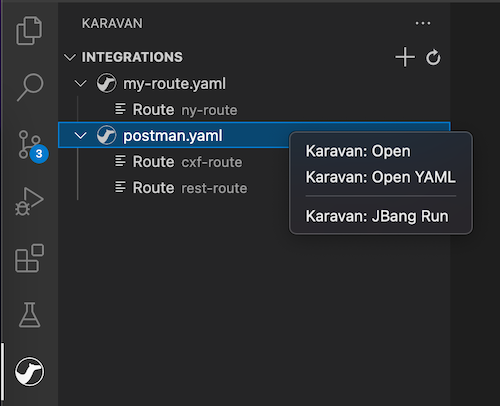 KARAVAN
INTEGRATIONS
my-route.yaml
Route ny-route
postman.yaml
Route cxf-route
Route rest-route
3
Karavan: Open
Karavan: Open YAML
Karavan: JBang Run